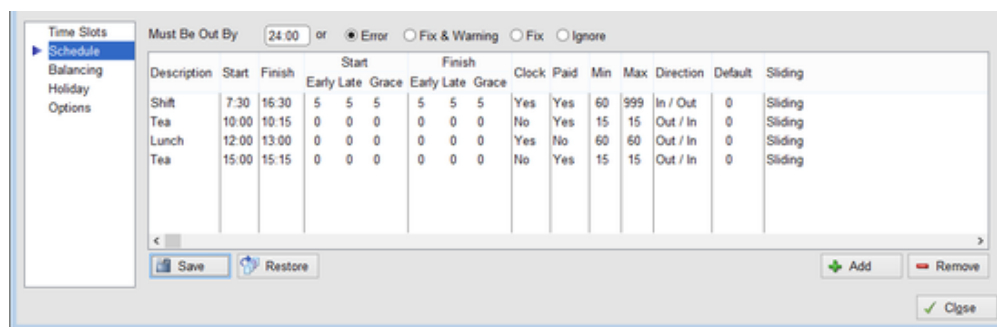 Time Slots
Schedule
Balancing
Holiday
Options
Must Be Out By 24:00 or Error Fix & Warning Fix Ignore
Start Finish
Description Start Finish Early Late Grace Early Late Grace Clock Paid Min Max Direction Default Sliding
Shift 7:30 16:30 5 5 5 5 5 5 Yes Yes 60 999 In / Out 0 Sliding
Tea 10:00 10:15 0 0 0 0 0 0 No Yes 15 15 Out / In 0 Sliding
Lunch 12:00 13:00 0 0 0 0 0 0 Yes No 60 60 Out / In 0 Sliding
Tea 15:00 15:15 0 0 0 0 0 0 No Yes 15 15 Out / In 0 Sliding
Save Restore Add Remove
Close